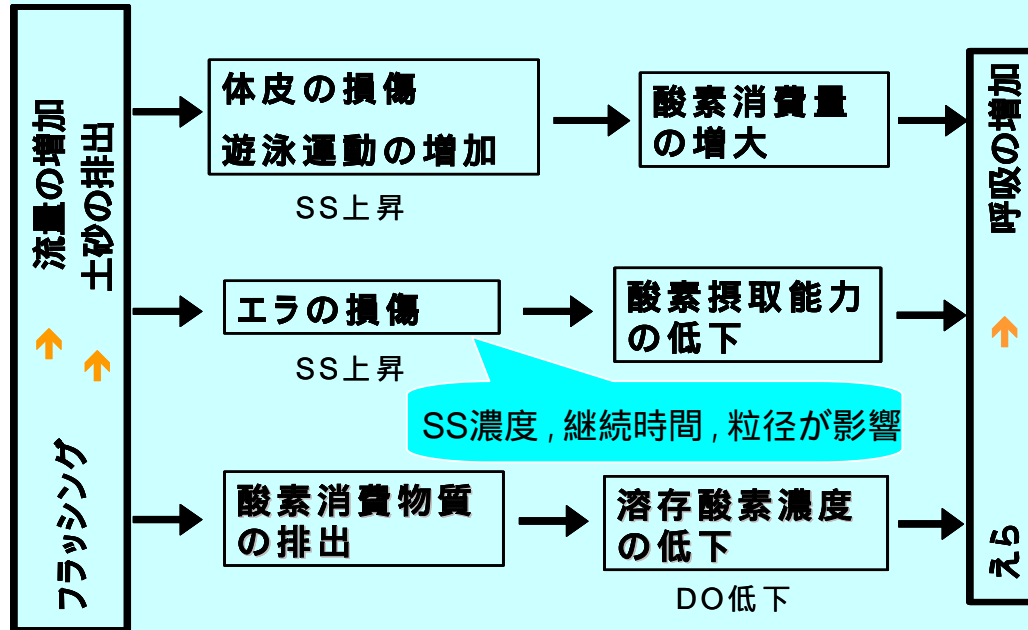 フラッシング → 流量の増加
→ 土砂の排出
体皮の損傷
遊泳運動の増加
SS上昇
酸素消費量
の増大
エラの損傷
SS上昇
酸素摂取能力
の低下
SS濃度,継続時間,粒径が影響
酸素消費物質
の排出
溶存酸素濃度
の低下
DO低下
えら → 呼吸の増加